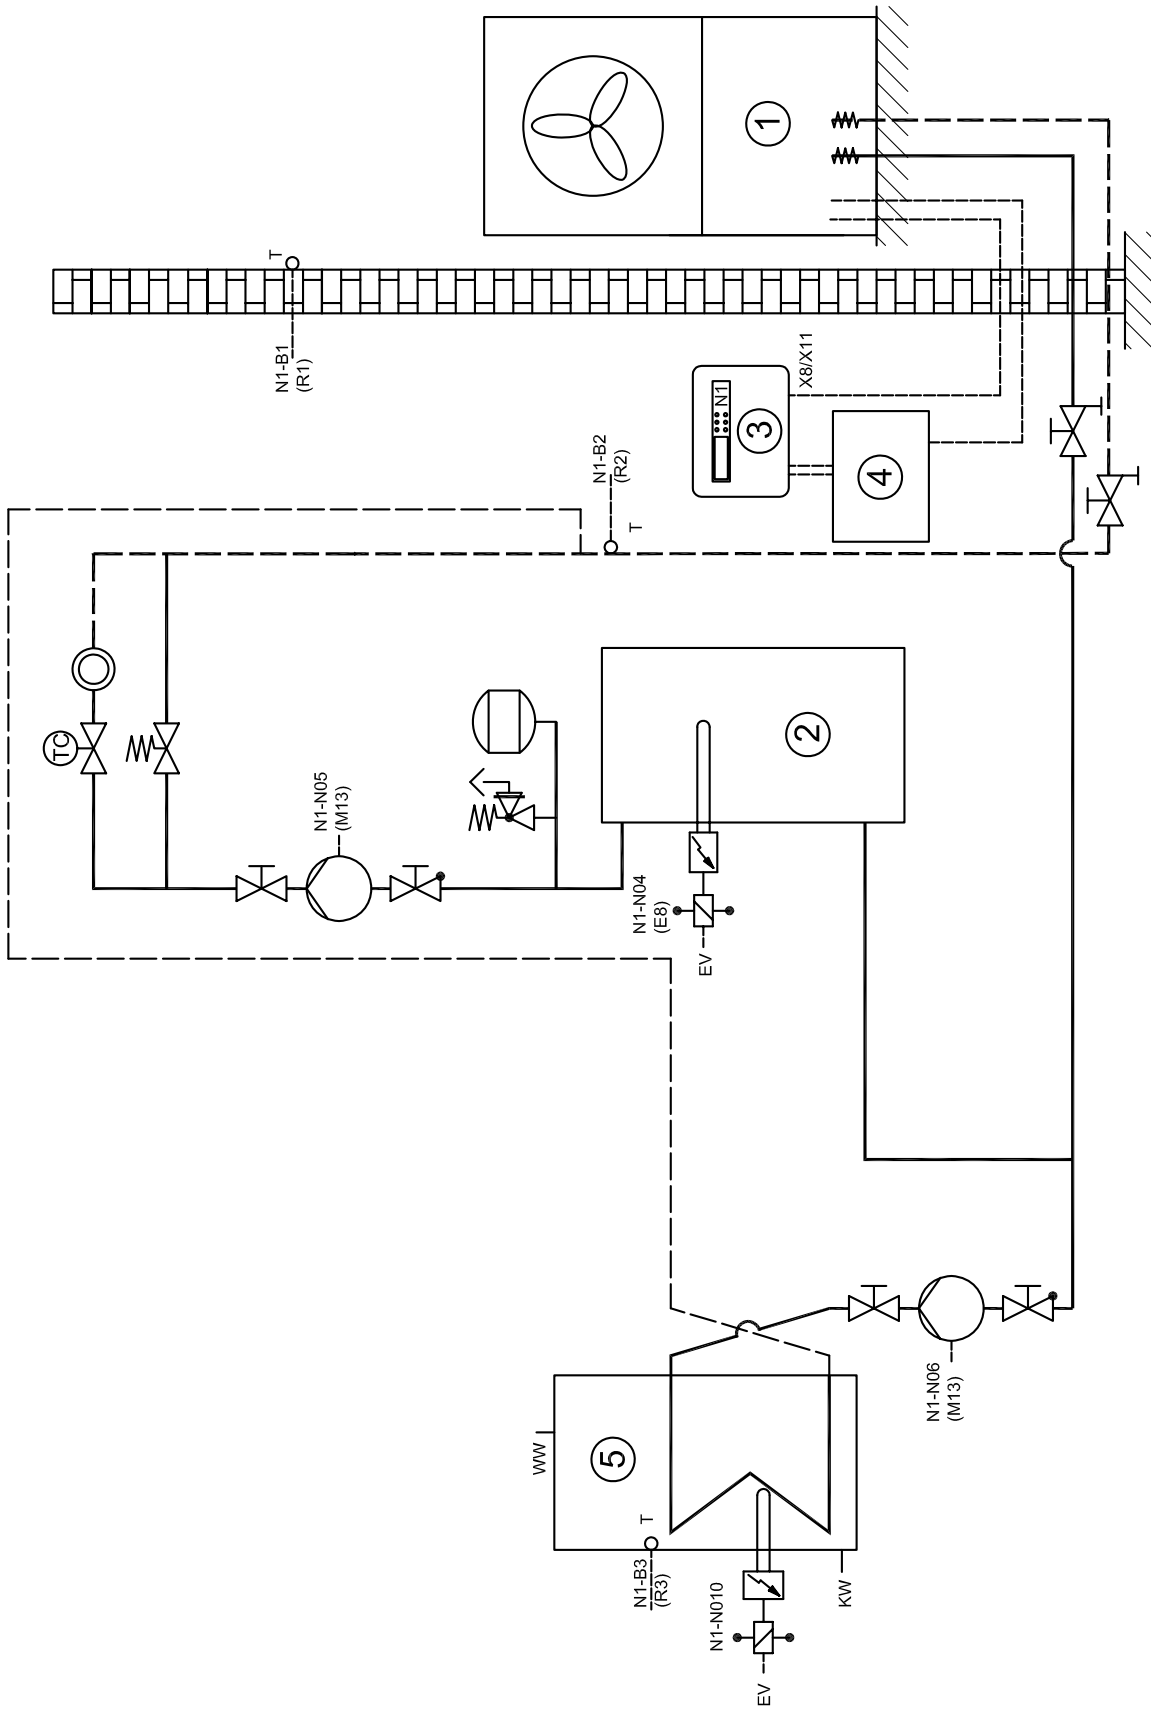 1
T
N1-B1
(R1)
X8/X11
N1
3
4
N1-B2
(R2)
T
TC
2
N1-N05
(M13)
N1-N04
(E8)
EV
5
WW
T
N1-B3
(R3)
N1-N010
EV
KW
N1-N06
(M13)